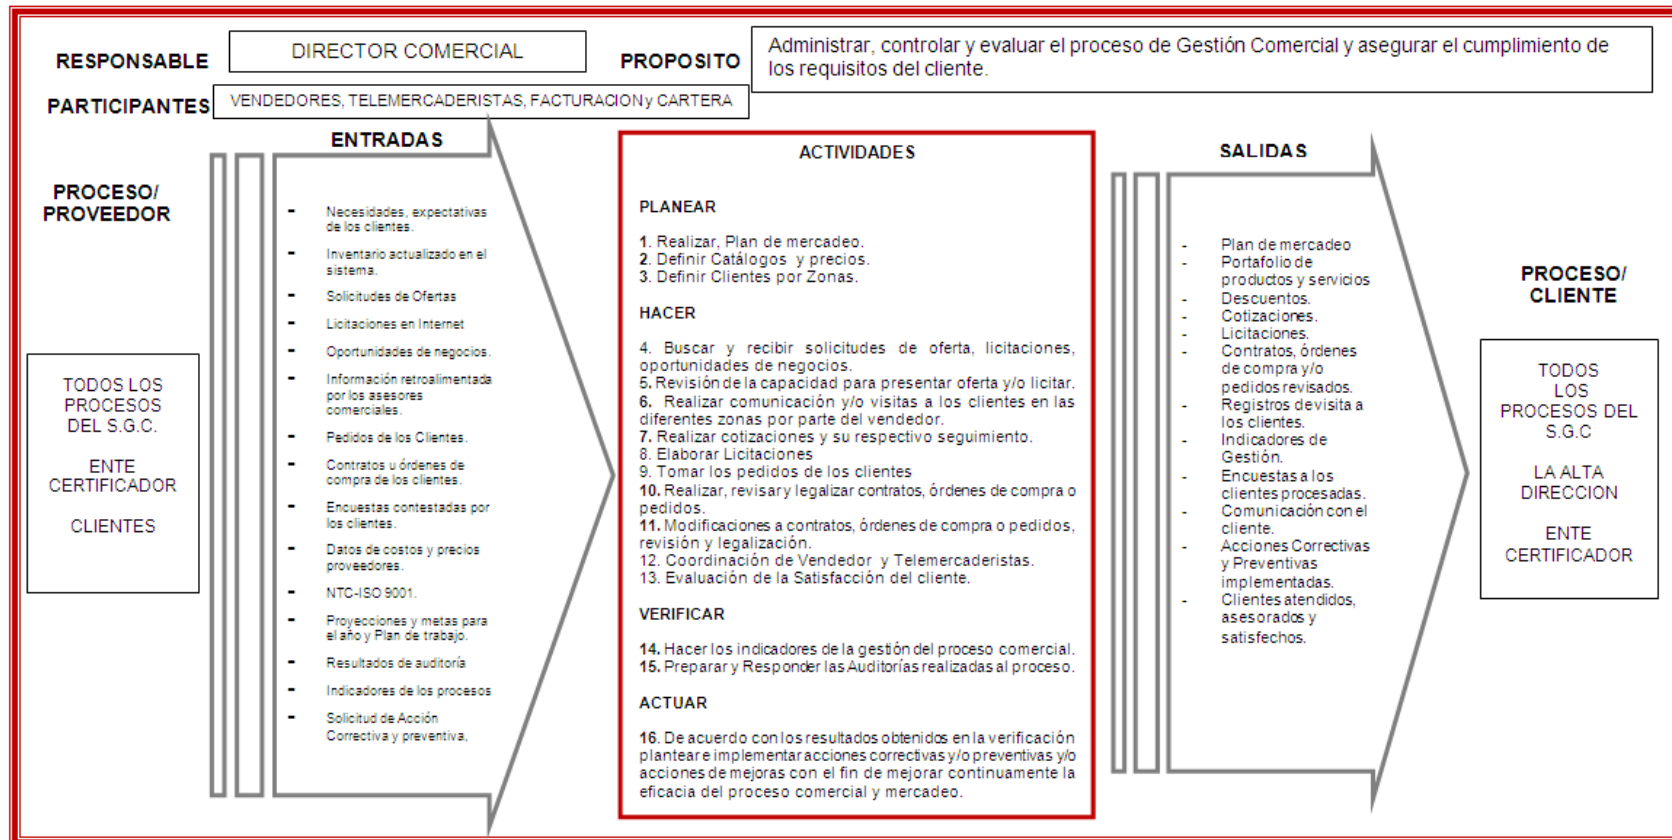 RESPONSABLE
DIRECTOR COMERCIAL
PROPOSITO
Administrar, controlar y evaluar el proceso de Gestión Comercial y asegurar el cumplimiento de
los requisitos del cliente.
PARTICIPANTES
VENDEDORES, TELEMERCADERISTAS, FACTURACION y CARTERA
PROCESO/
PROVEEDOR
TODOS LOS
PROCESOS
DEL S.G.C.
ENTE
CERTIFICADOR
CLIENTES
ENTRADAS
- Necesidades, expectativas
de los clientes.
- Inventario actualizado en el
sistema.
- Solicitudes de Ofertas
- Licitaciones en Internet
- Oportunidades de negocios.
- Información retroalimentada
por los asesores
comerciales.
- Pedidos de los Clientes.
- Contratos u órdenes de
compra de los clientes.
- Encuestas contestadas por
los clientes.
- Datos de costos y precios
proveedores.
- NTC-ISO 9001.
- Proyecciones y metas para
el año y Plan de trabajo.
- Resultados de auditoría
- Indicadores de los procesos
- Solicitud de Acción
Correctiva y preventiva,
ACTIVIDADES
PLANEAR
1. Realizar, Plan de mercadeo.
2. Definir Catálogos y precios.
3. Definir Clientes por Zonas.
HACER
4. Buscar y recibir solicitudes de oferta, licitaciones,
oportunidades de negocios.
5. Revisión de la capacidad para presentar oferta y/o licitar.
6. Realizar comunicación y/o visitas a los clientes en las
diferentes zonas por parte del vendedor.
7. Realizar cotizaciones y su respectivo seguimiento.
8. Elaborar Licitaciones
9. Tomar los pedidos de los clientes
10. Realizar, revisar y legalizar contratos, órdenes de compra o
pedidos.
11. Modificaciones a contratos, órdenes de compra o pedidos,
revisión y legalización.
12. Coordinación de Vendedor y Telemercaderistas.
13. Evaluación de la Satisfacción del cliente.
VERIFICAR
14. Hacer los indicadores de la gestión del proceso comercial.
15. Preparar y Responder las Auditorías realizadas al proceso.
ACTUAR
16. De acuerdo con los resultados obtenidos en la verificación
plantear e implementar acciones correctivas y/o preventivas y/o
acciones de mejoras con el fin de mejorar continuamente la
eficacia del proceso comercial y mercadeo.
SALIDAS
- Plan de mercadeo
- Portafolio de
productos y servicios
- Descuentos.
- Cotizaciones.
- Licitaciones.
- Contratos, órdenes
de compra y/o
pedidos revisados.
- Registros de visita a
los clientes.
- Indicadores de
Gestión.
- Encuestas a los
clientes procesadas.
- Comunicación con el
cliente.
- Acciones Correctivas
y Preventivas
implementadas.
- Clientes atendidos,
asesorados y
satisfechos.
PROCESO/
CLIENTE
TODOS
LOS
PROCESOS DEL
S.G.C
LA ALTA
DIRECCION
ENTE
CERTIFICADOR